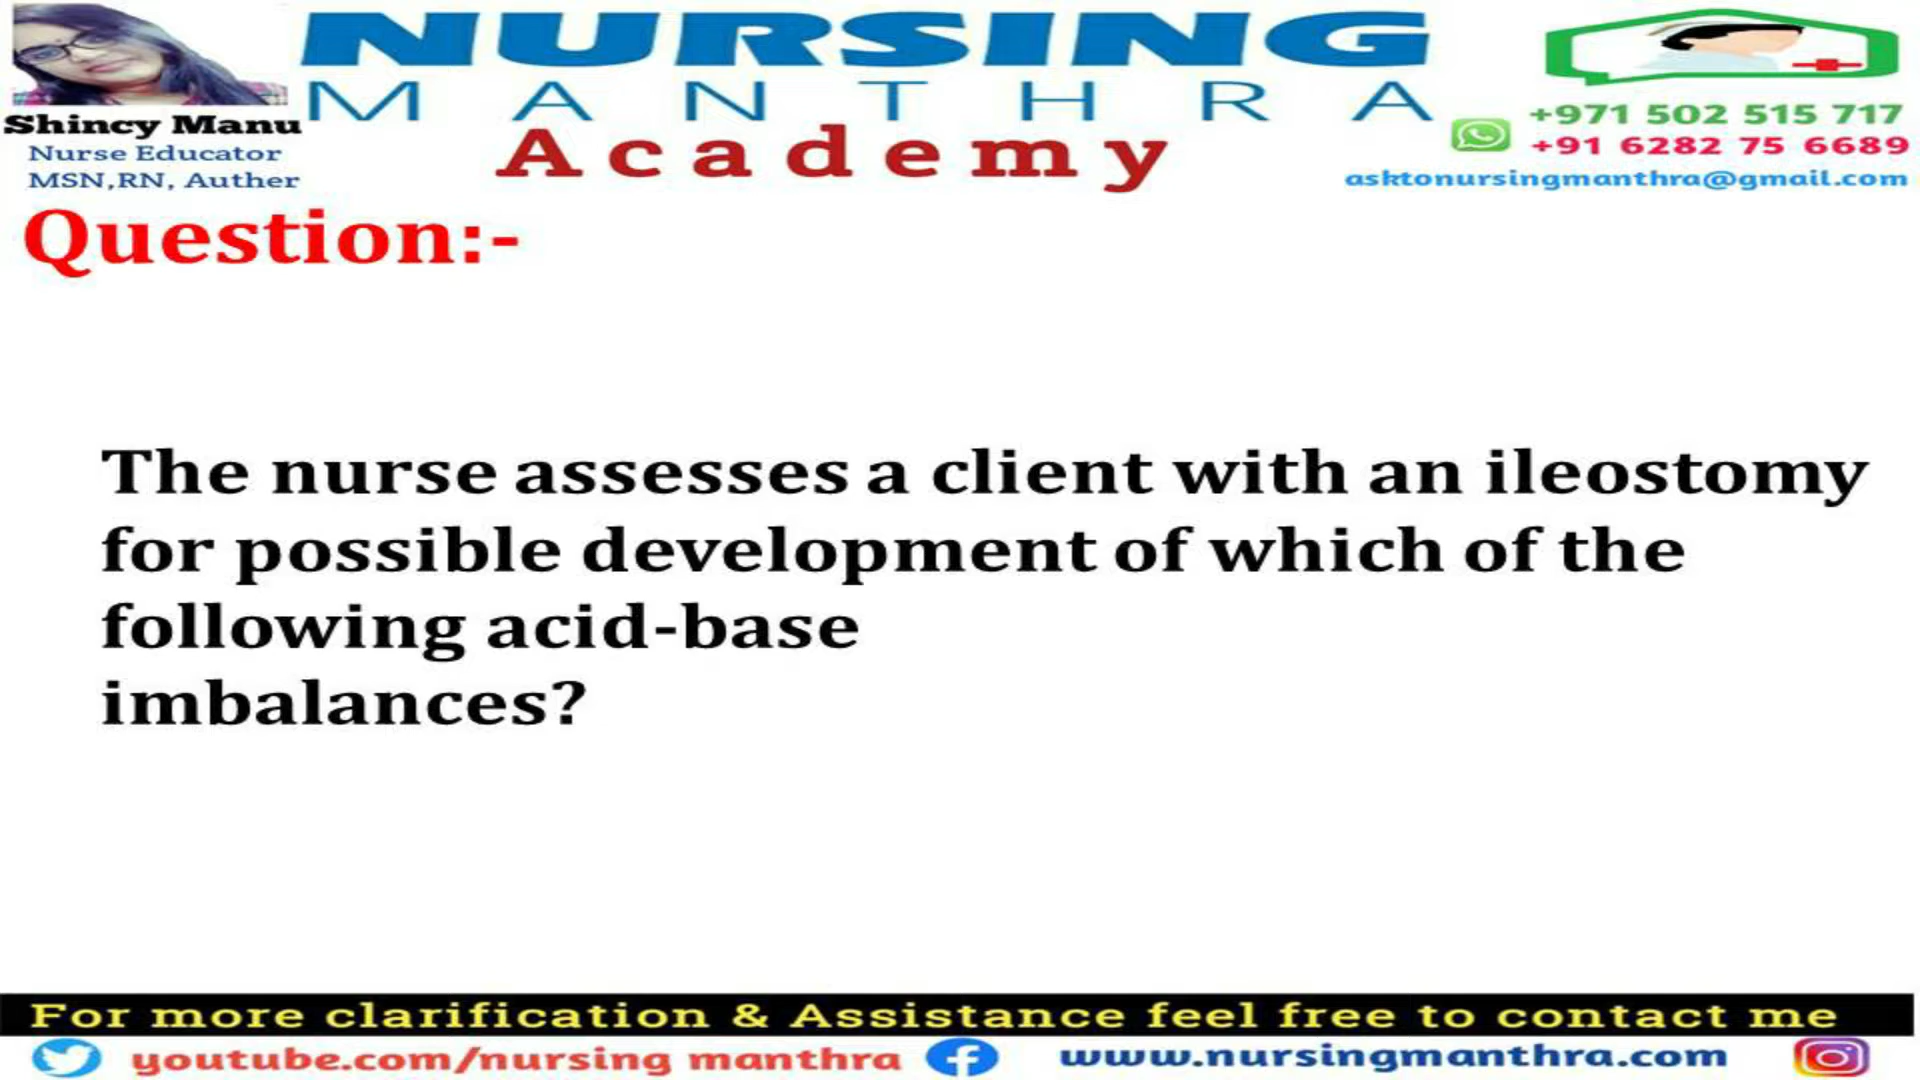 NURSING
MANTHRA
Academy
Shincy Manu
Nurse Educator
MSN,RN, Auther
+971 502 515 717
+91 6282 75 6689
asktonursingmanthra@gmail.com
Question:-
The nurse assesses a client with an ileostomy
for possible development of which of the
following acid-base
imbalances?
For more clarification & Assistance feel free to contact me
youtube.com/nursing manthra
www.nursingmanthra.com